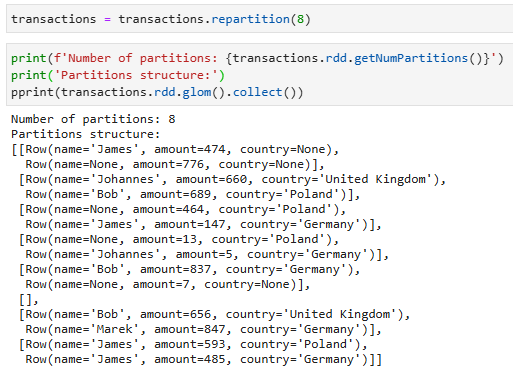 transactions = transactions.repartition(8)
print(f'Number of partitions: {transactions.rdd.getNumPartitions()}')
print('Partitions structure:')
pprint(transactions.rdd.glom().collect())
Number of partitions: 8
Partitions structure:
[[Row(name='James', amount=474, country=None),
  Row(name=None, amount=776, country=None)],
 [Row(name='Johannes', amount=660, country='United Kingdom'),
  Row(name='Bob', amount=689, country='Poland')],
 [Row(name=None, amount=464, country='Poland'),
  Row(name='James', amount=147, country='Germany')],
 [Row(name=None, amount=13, country='Poland'),
  Row(name='Johannes', amount=5, country='Germany')],
 [Row(name='Bob', amount=837, country='Germany'),
  Row(name=None, amount=7, country=None)],
 [],
 [Row(name='Bob', amount=656, country='United Kingdom'),
  Row(name='Marek', amount=847, country='Germany')],
 [Row(name='James', amount=593, country='Poland'),
  Row(name='James', amount=485, country='Germany')]]